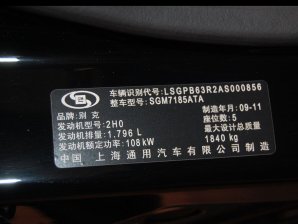 车辆识别代号: LSGPB63R2AS000856
整车型号: SGM7185ATA
品牌: 别克
制造年月: 09-11
发动机型号: 2H0
座位数: 5
发动机排量: 1.796 L
最大设计总质量
发动机额定功率: 108kW
1840 kg
中国 上海通用汽车有限公司制造